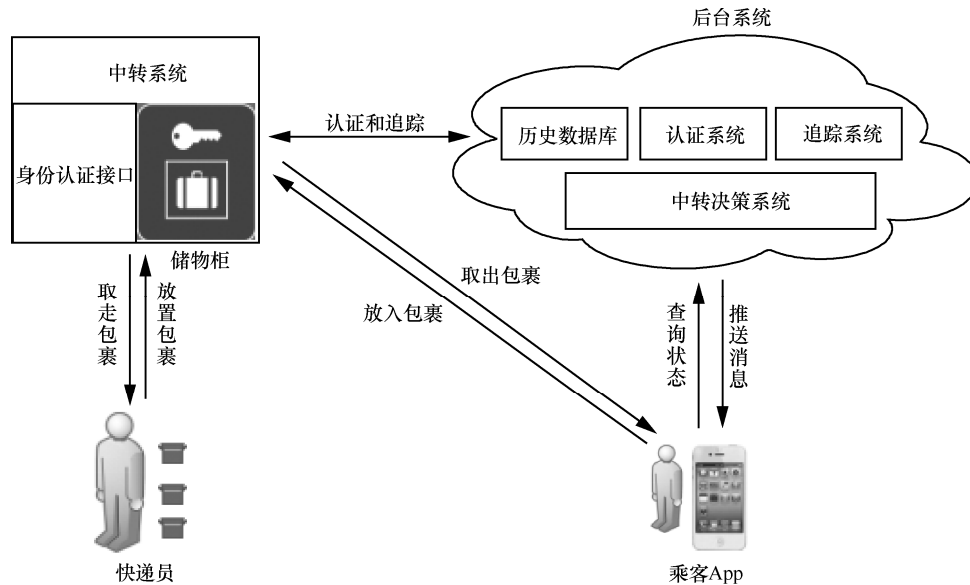 后台系统
中转系统
身份认证接口
储物柜
认证和追踪
历史数据库
认证系统
追踪系统
中转决策系统
取走包裹
放置包裹
取出包裹
放入包裹
查询状态
推送消息
快递员
乘客App